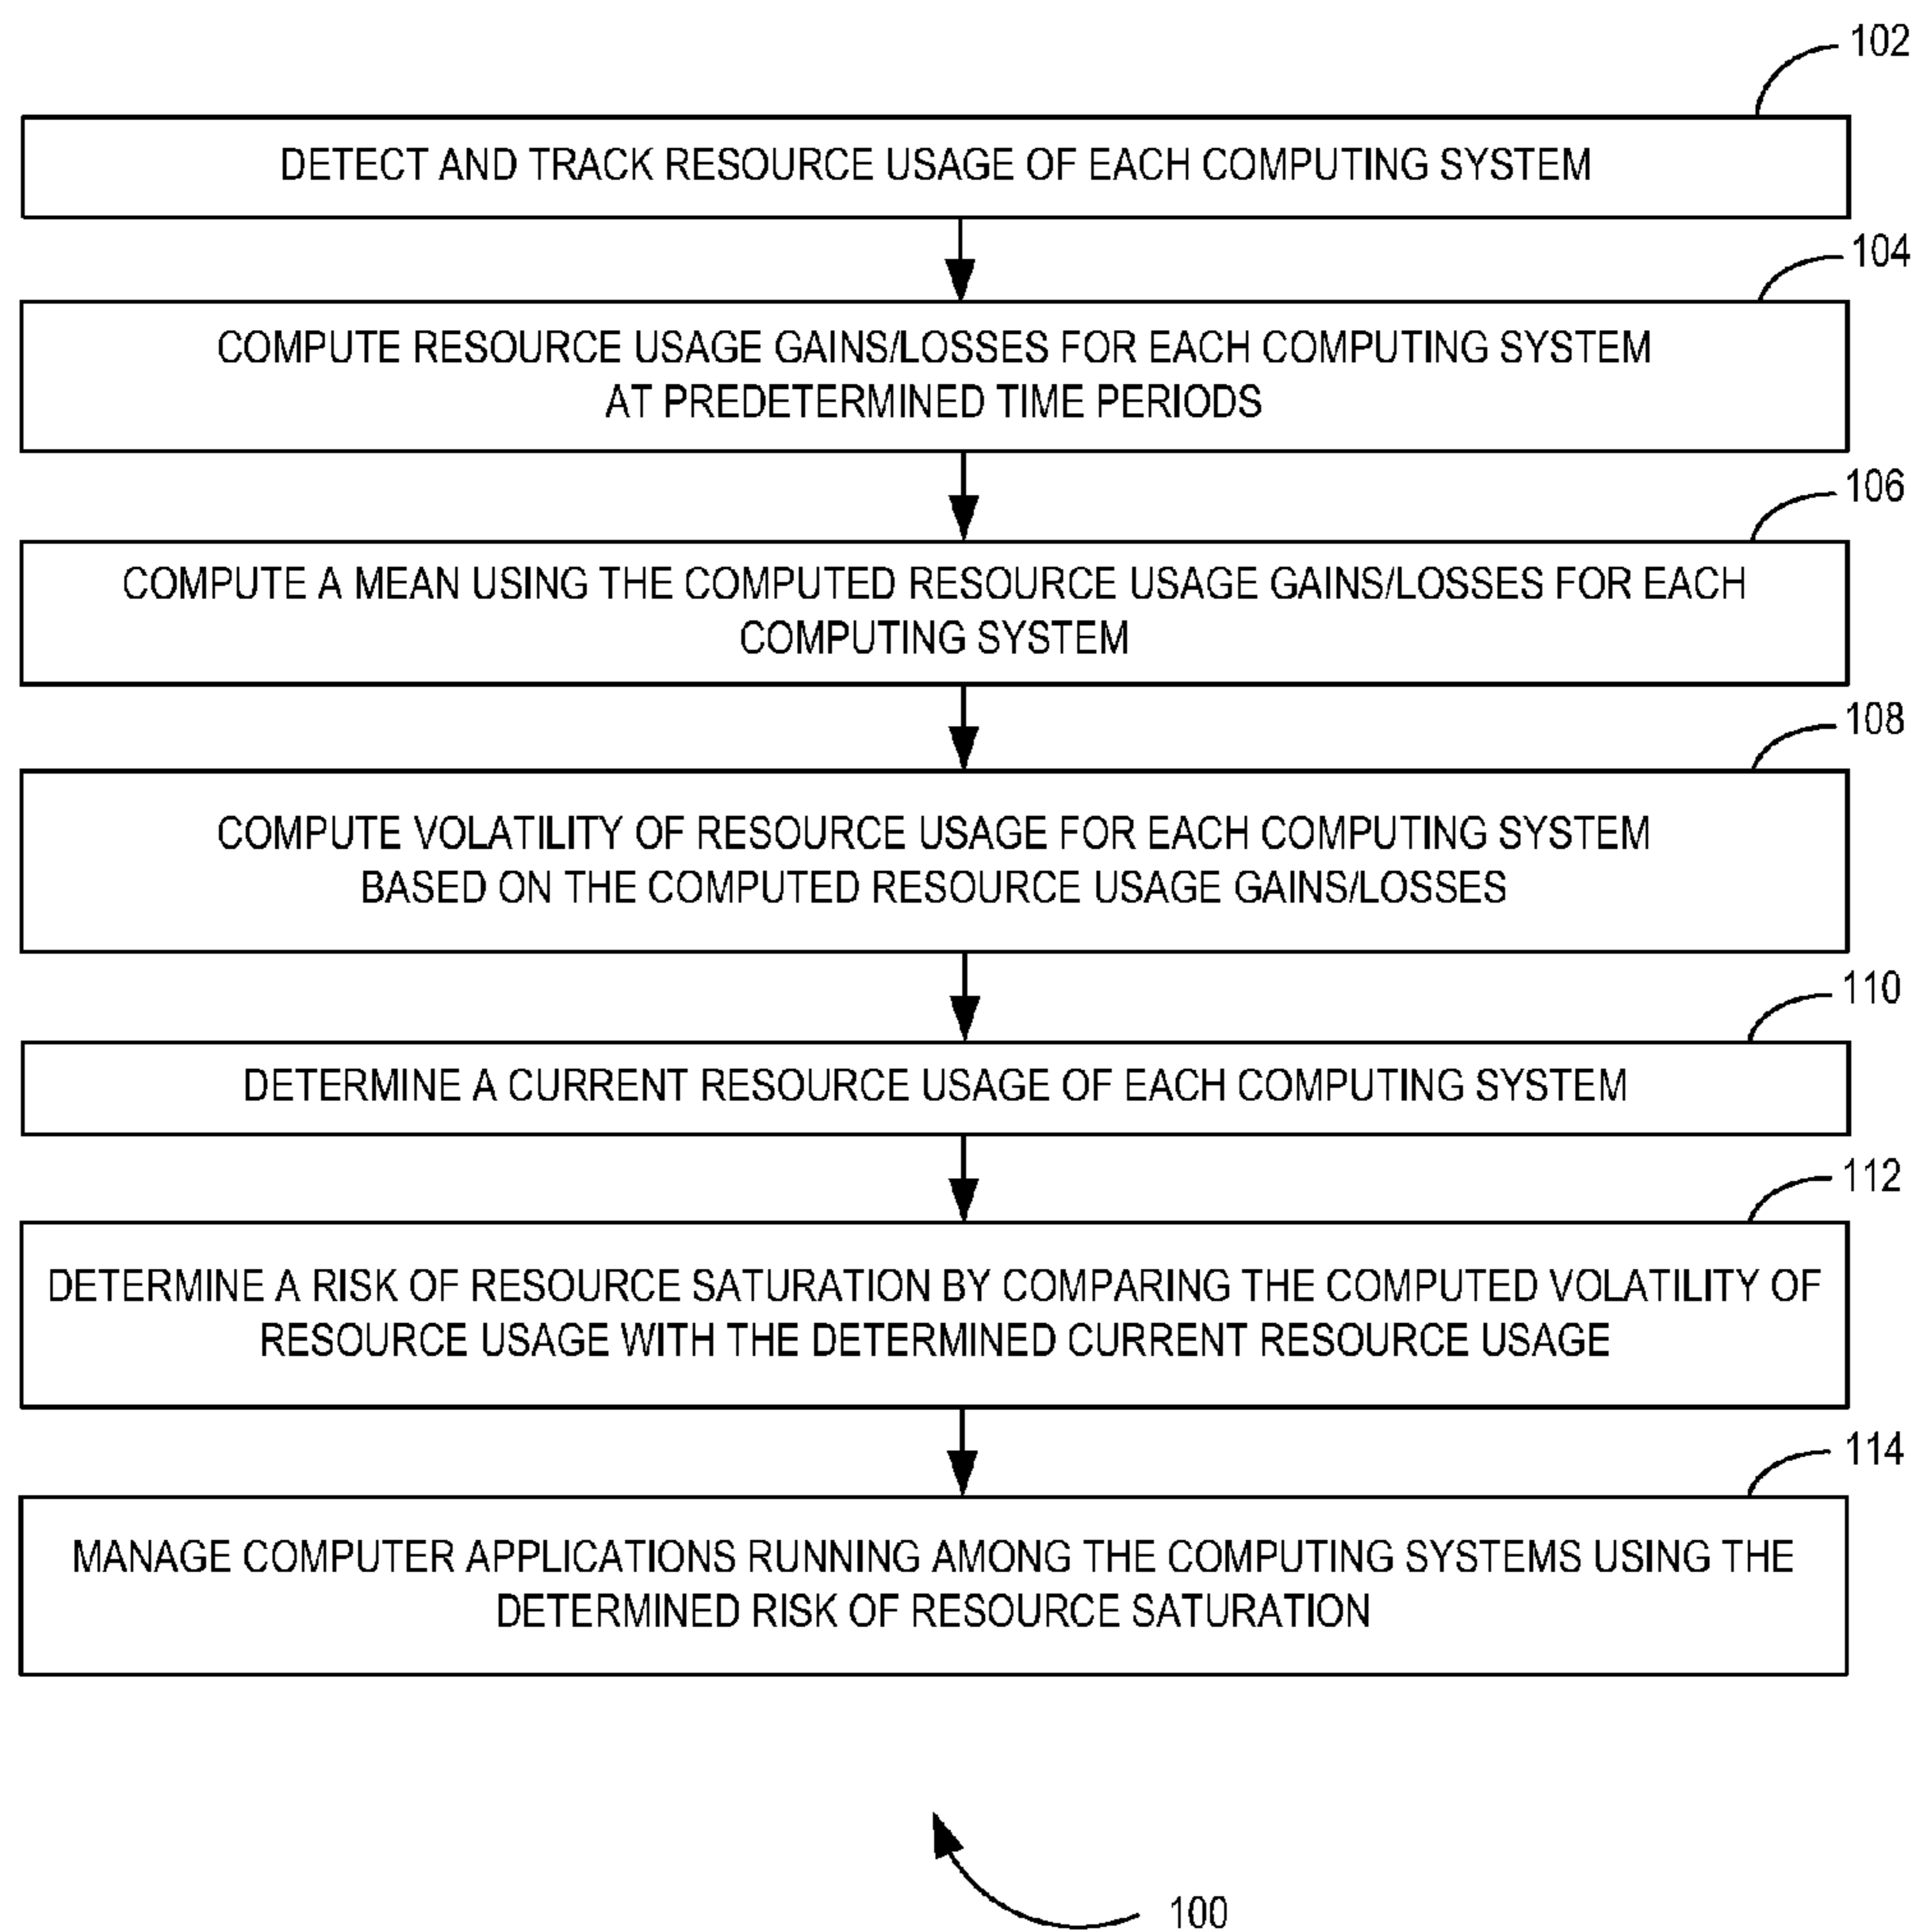 102
DETECT AND TRACK RESOURCE USAGE OF EACH COMPUTING SYSTEM
104
COMPUTE RESOURCE USAGE GAINS/LOSSES FOR EACH COMPUTING SYSTEM
AT PREDETERMINED TIME PERIODS
106
COMPUTE A MEAN USING THE COMPUTED RESOURCE USAGE GAINS/LOSSES FOR EACH
COMPUTING SYSTEM
108
COMPUTE VOLATILITY OF RESOURCE USAGE FOR EACH COMPUTING SYSTEM
BASED ON THE COMPUTED RESOURCE USAGE GAINS/LOSSES
110
DETERMINE A CURRENT RESOURCE USAGE OF EACH COMPUTING SYSTEM
112
DETERMINE A RISK OF RESOURCE SATURATION BY COMPARING THE COMPUTED VOLATILITY OF
RESOURCE USAGE WITH THE DETERMINED CURRENT RESOURCE USAGE
114
MANAGE COMPUTER APPLICATIONS RUNNING AMONG THE COMPUTING SYSTEMS USING THE
DETERMINED RISK OF RESOURCE SATURATION
100